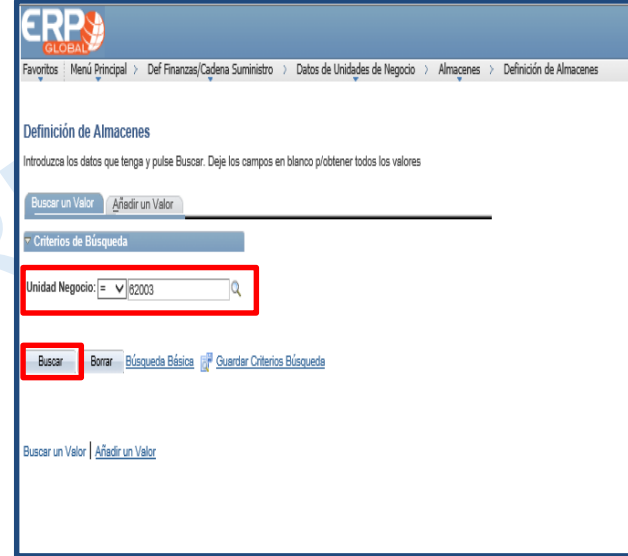 ERP
GLOBAL
Favoritos Menú Principal > Def Finanzas/Cadena Suministro > Datos de Unidades de Negocio > Almacenes > Definición de Almacenes
Definición de Almacenes
Introduzca los datos que tenga y pulse Buscar. Deje los campos en blanco p/obtener todos los valores
Buscar un Valor Añadir un Valor
Criterios de Búsqueda
Unidad Negocio: = 62003
Buscar Borrar Búsqueda Básica Guardar Criterios Búsqueda
Buscar un Valor | Añadir un Valor